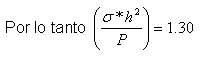 Por lo tanto (σ*h²/P) = 1.30